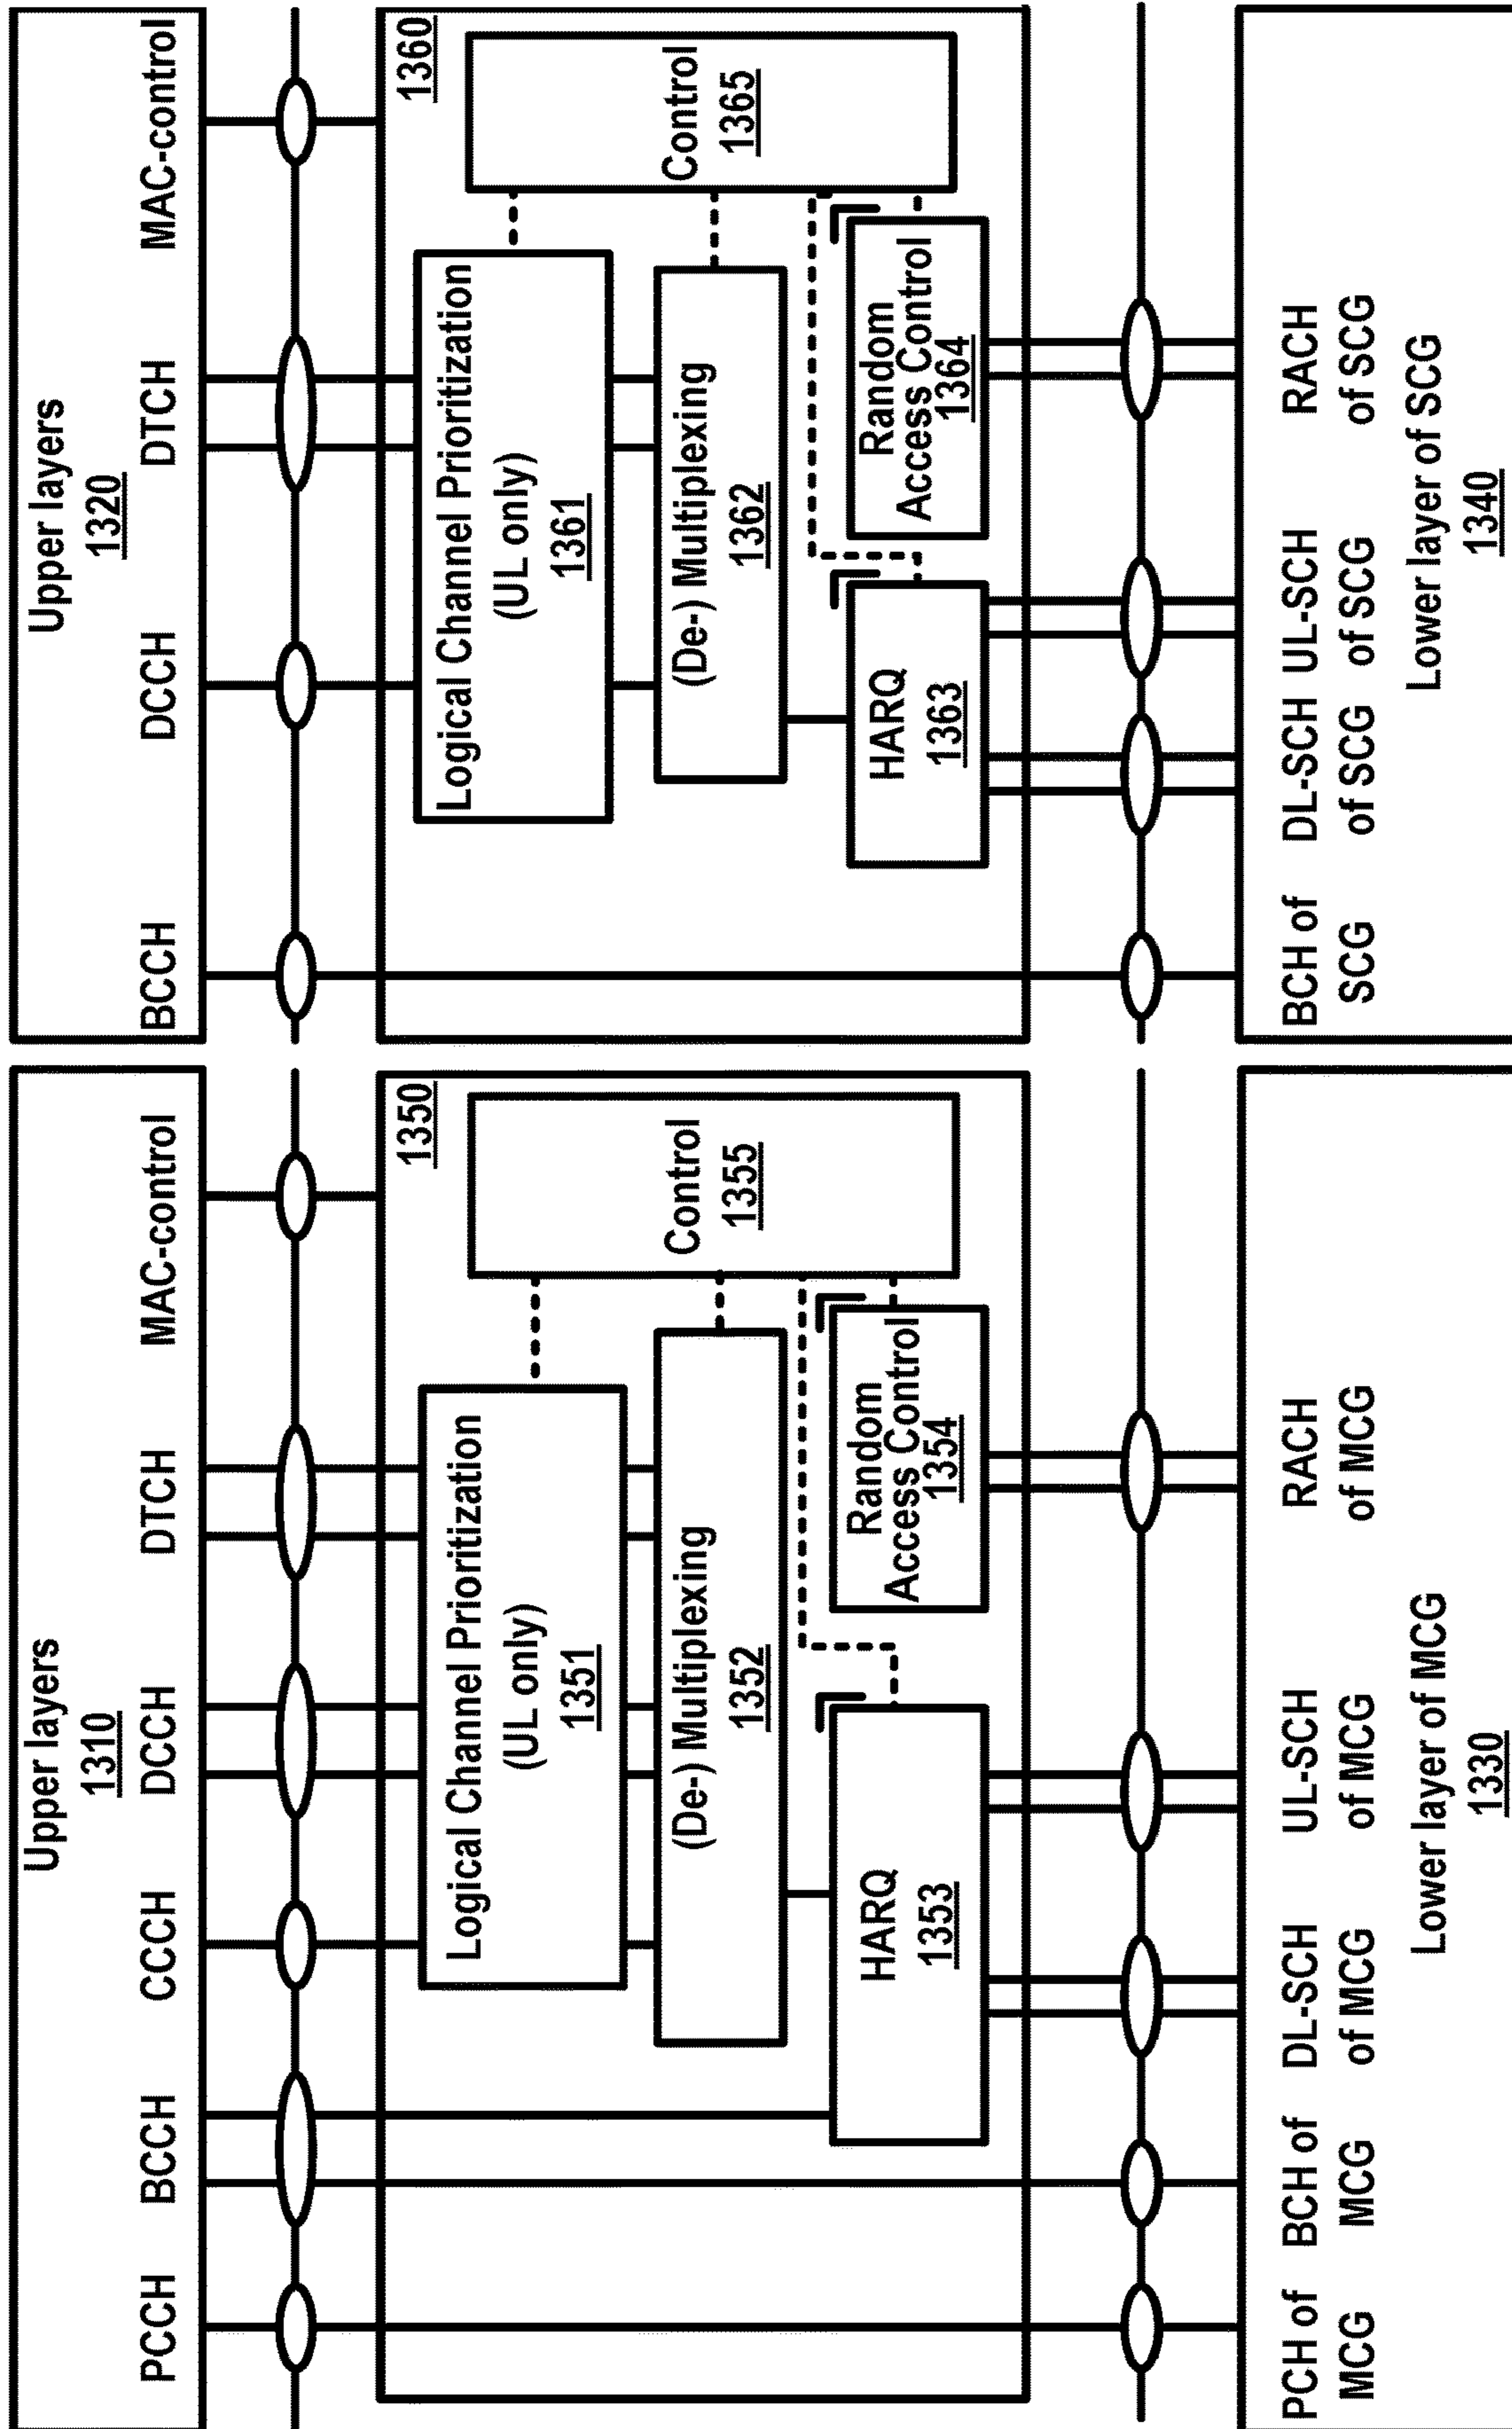 Upper layers
1310
PCCH BCCH CCCH DCCH DTCH MAC-control
1350
Logical Channel Prioritization
(UL only)
1351
(De-) Multiplexing
1352
HARQ
1353
Random
Access Control
1354
Control
1355
PCH of
MCG
BCH of
MCG
DL-SCH
of MCG
UL-SCH
of MCG
RACH
of MCG
Lower layer of MCG
1330
Upper layers
1320
BCCH DCCH DTCH MAC-control
1360
Logical Channel Prioritization
(UL only)
1361
(De-) Multiplexing
1362
HARQ
1363
Random
Access Control
1364
Control
1365
BCH of
SCG
DL-SCH
of SCG
UL-SCH
of SCG
RACH
of SCG
Lower layer of SCG
1340